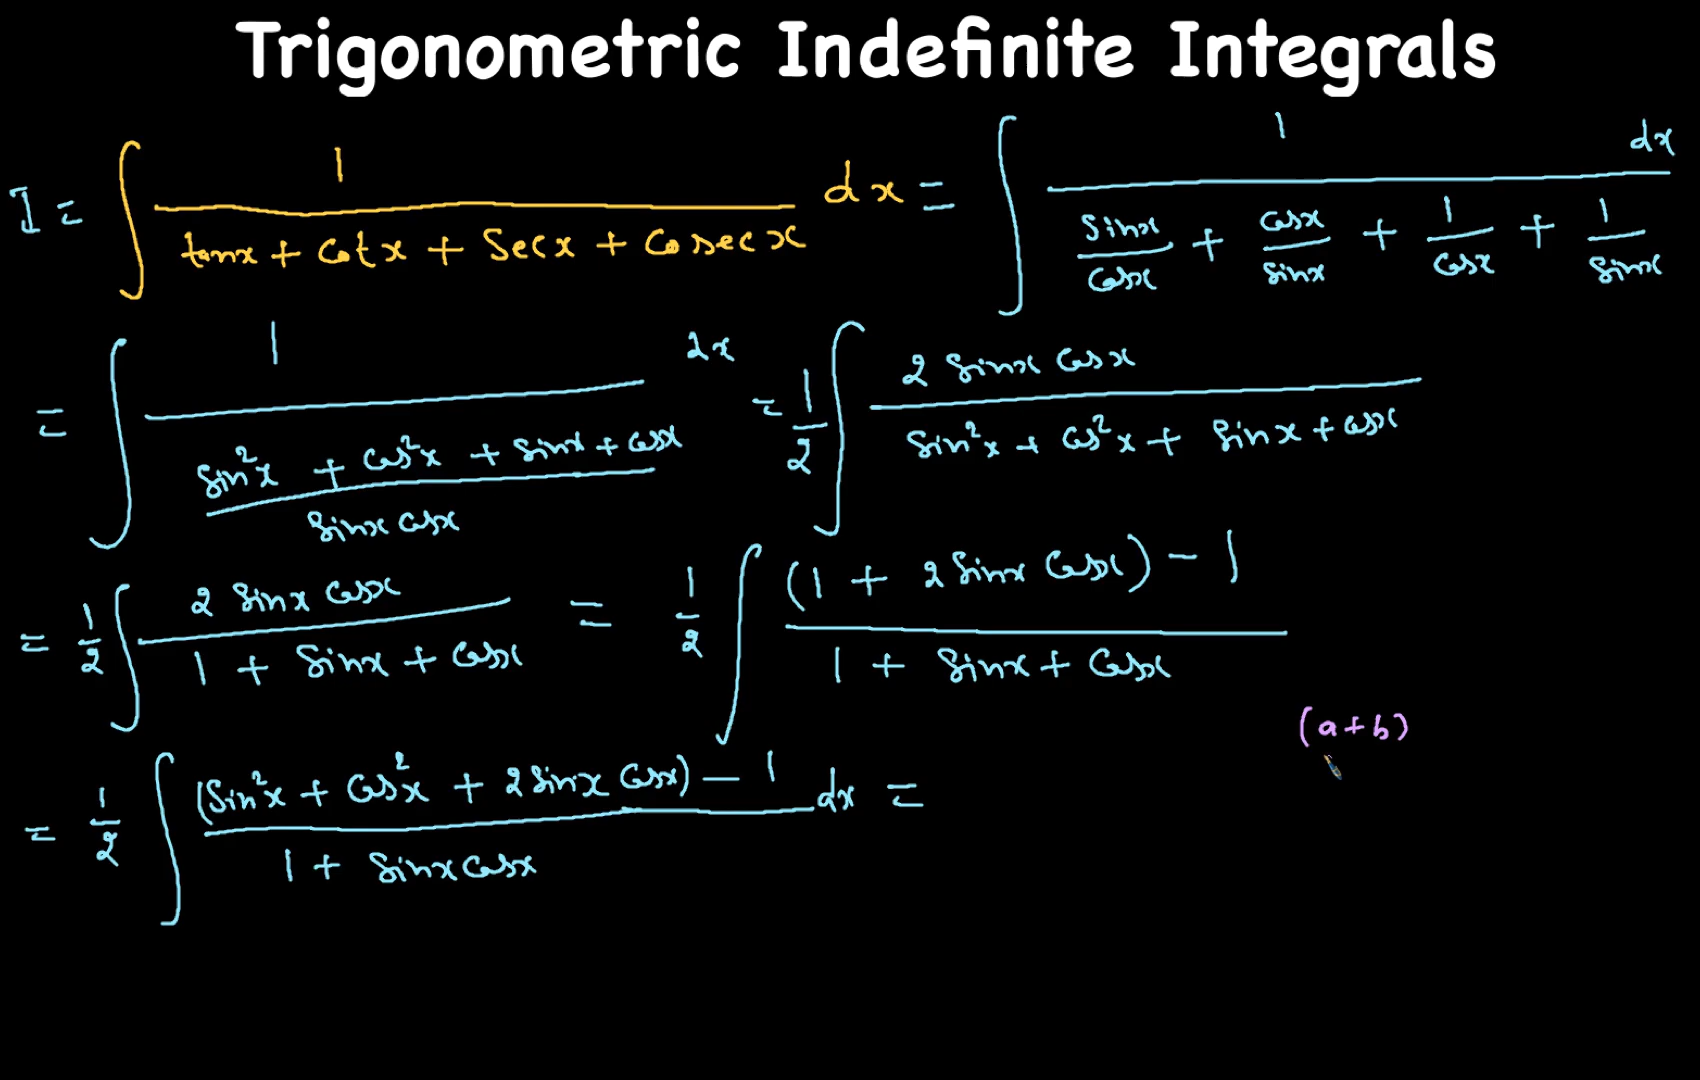 Trigonometric Indefinite Integrals
I = ∫ 1 / (tanx + Cotx + Secx + Cosecx) dx = ∫ 1 / (Sinx/Cosx + Cosx/Sinx + 1/Cosx + 1/Sinx) dx
= ∫ 1 / ((Sin²x + Cos²x + Sinx + Cosx) / (Sinx Cosx)) dx = 1/2 ∫ 2 Sinx Cosx / (Sin²x + Cos²x + Sinx + Cosx)
= 1/2 ∫ 2 Sinx Cosx / (1 + Sinx + Cosx) = 1/2 ∫ ((1 + 2 Sinx Cosx) - 1) / (1 + Sinx + Cosx)
(a+b)
= 1/2 ∫ ((Sin²x + Cos²x + 2 Sinx Cosx) - 1) / (1 + Sinx Cosx) dx =